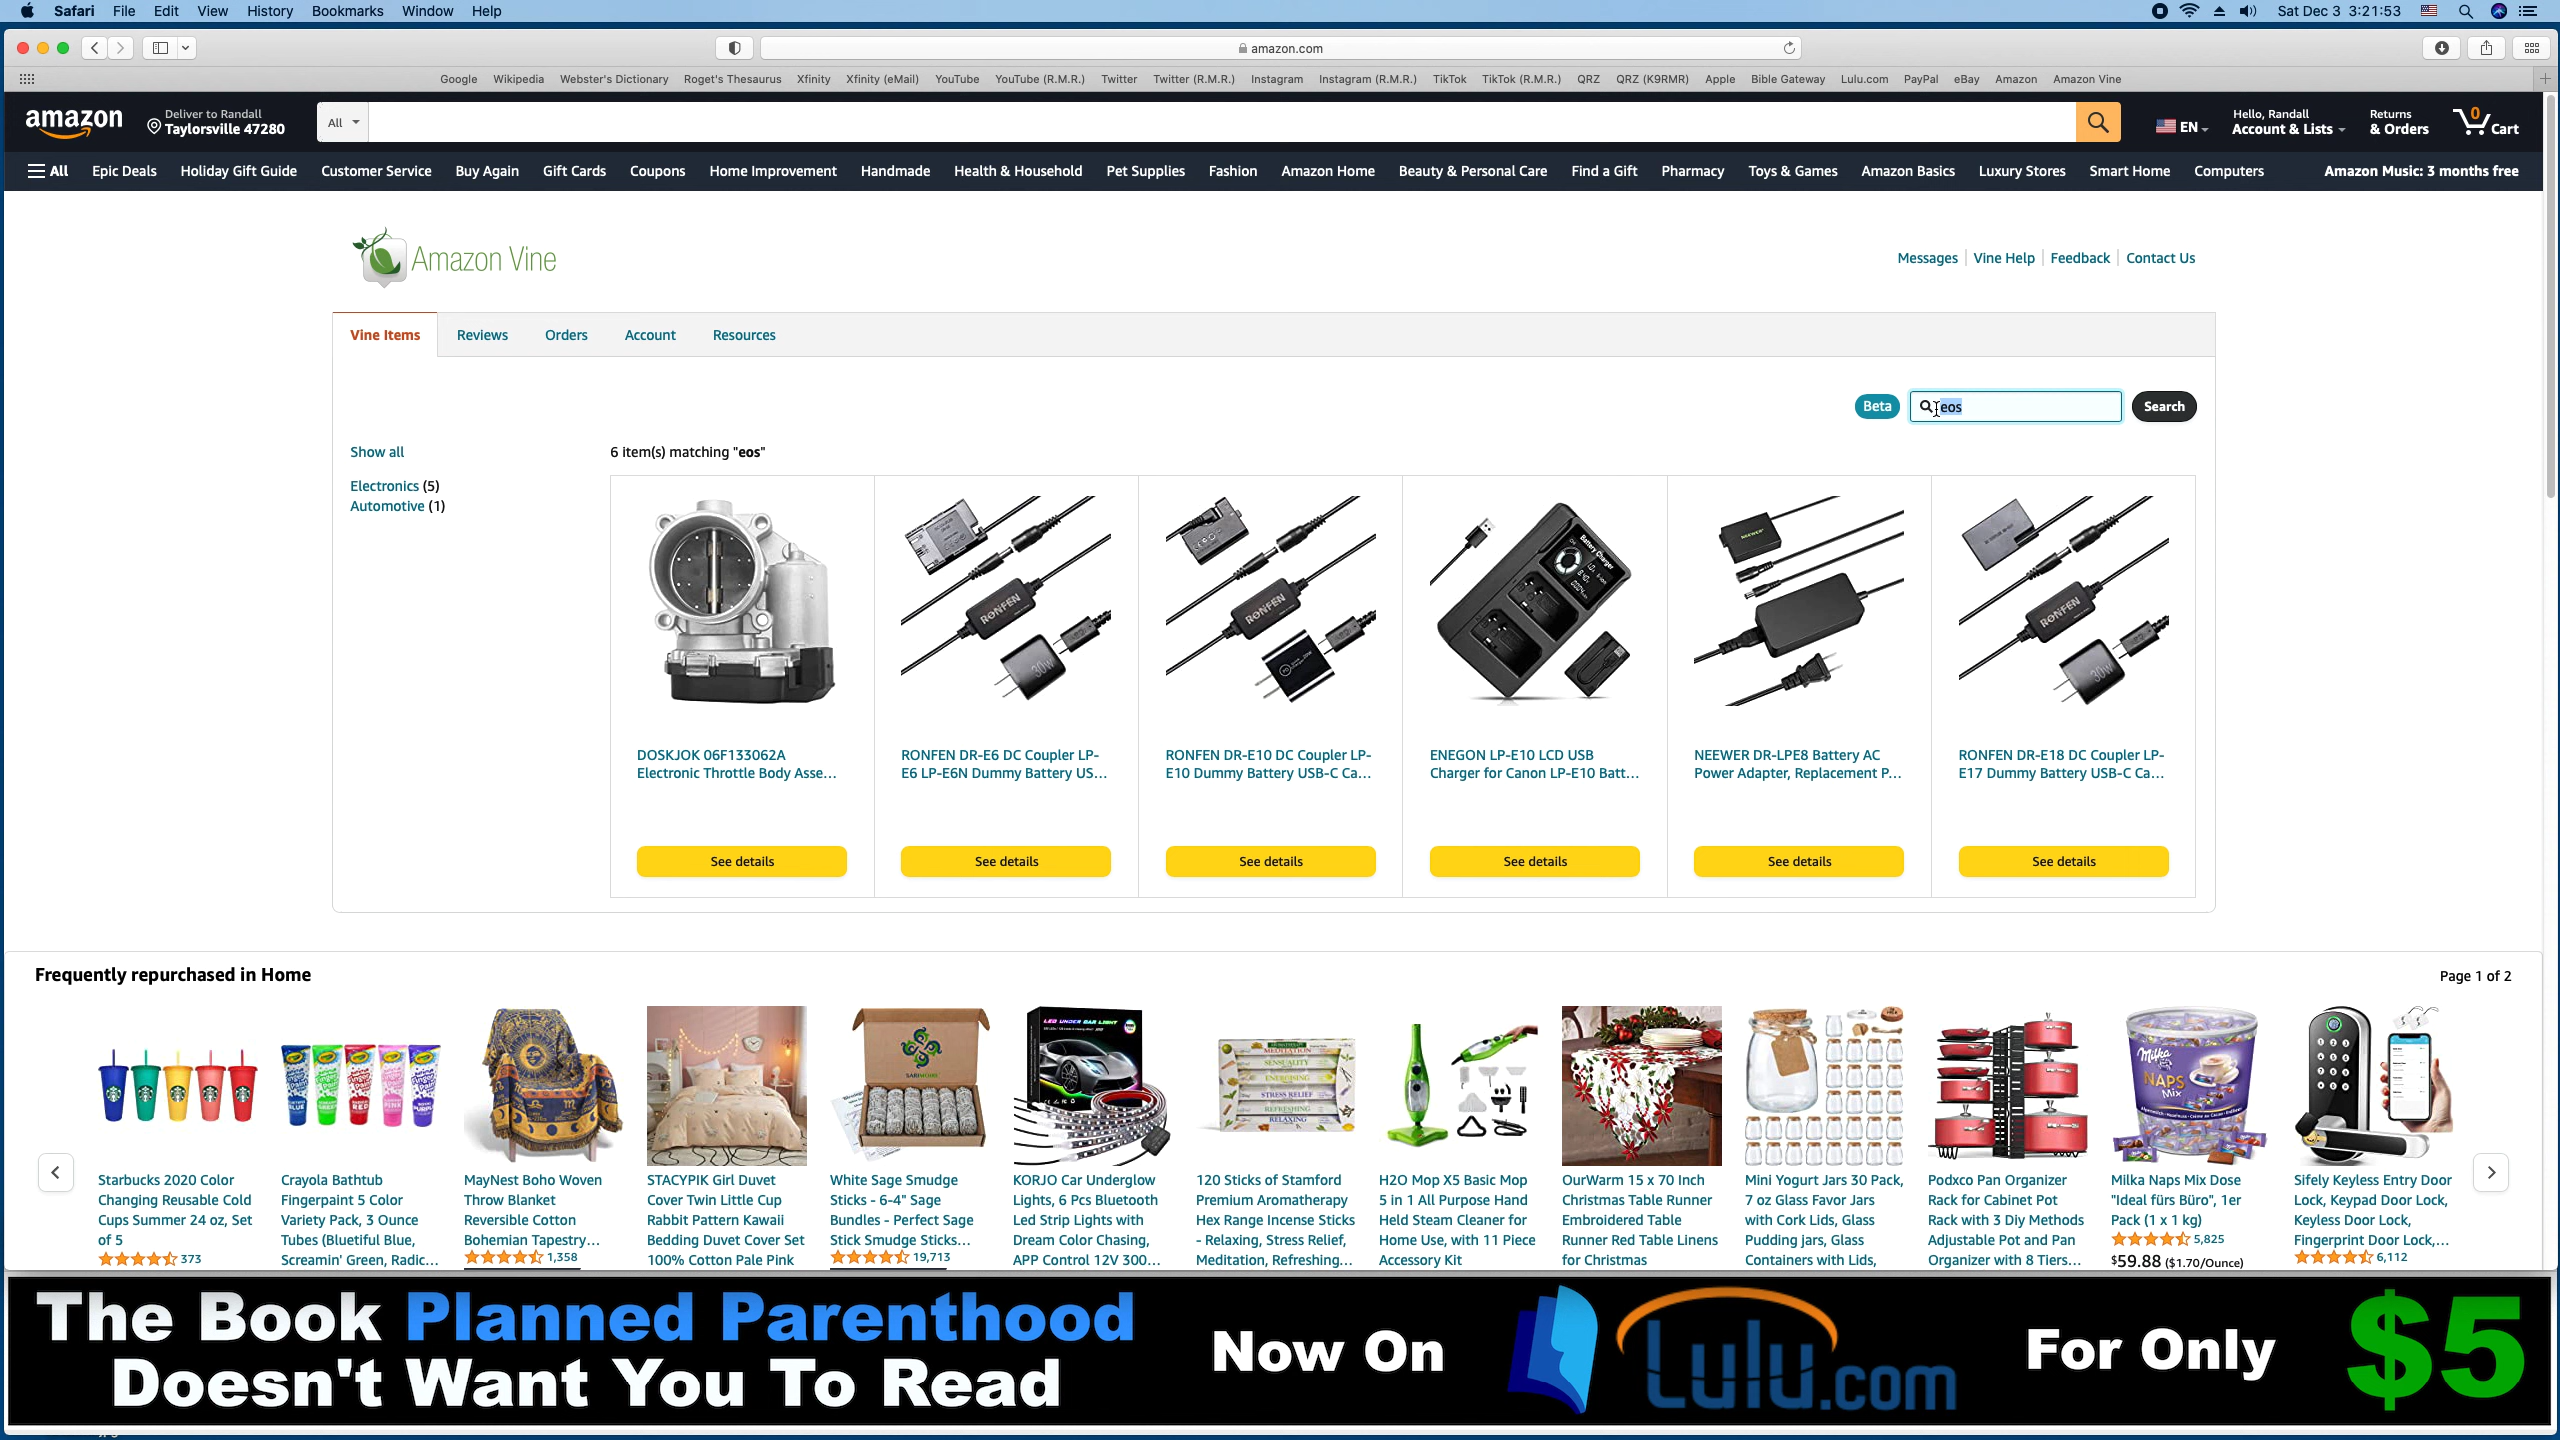 Safari File Edit View History Bookmarks Window Help
Sat Dec 3 3:21:53
amazon.com
Google Wikipedia Webster's Dictionary Roget's Thesaurus Xfinity Xfinity (eMail) YouTube YouTube (R.M.R.) Twitter Twitter (R.M.R.) Instagram Instagram (R.M.R.) TikTok TikTok (R.M.R.) QRZ QRZ (K9RMR) Apple Bible Gateway Lulu.com PayPal eBay Amazon Amazon Vine
amazon
Deliver to Randall
Taylorsville 47280
All
EN
Hello, Randall
Account & Lists
Returns
& Orders
0
Cart
All Epic Deals Holiday Gift Guide Customer Service Buy Again Gift Cards Coupons Home Improvement Handmade Health & Household Pet Supplies Fashion Amazon Home Beauty & Personal Care Find a Gift Pharmacy Toys & Games Amazon Basics Luxury Stores Smart Home Computers Amazon Music: 3 months free
Amazon Vine
Messages Vine Help Feedback Contact Us
Vine Items Reviews Orders Account Resources
Beta eos Search
Show all
Electronics (5)
Automotive (1)
6 item(s) matching "eos"
RONFEN
30W
RONFEN
Battery Charger
NEEWER
RONFEN
30W
DOSKJOK 06F133062A
Electronic Throttle Body Asse...
See details
RONFEN DR-E6 DC Coupler LP-
E6 LP-E6N Dummy Battery US...
See details
RONFEN DR-E10 DC Coupler LP-
E10 Dummy Battery USB-C Ca...
See details
ENEGON LP-E10 LCD USB
Charger for Canon LP-E10 Batt...
See details
NEEWER DR-LPE8 Battery AC
Power Adapter, Replacement P...
See details
RONFEN DR-E18 DC Coupler LP-
E17 Dummy Battery USB-C Ca...
See details
Frequently repurchased in Home
Page 1 of 2
Starbucks 2020 Color
Changing Reusable Cold
Cups Summer 24 oz, Set
of 5
373
Crayola Bathtub
Fingerpaint 5 Color
Variety Pack, 3 Ounce
Tubes (Bluetiful Blue,
Screamin' Green, Radic...
MayNest Boho Woven
Throw Blanket
Reversible Cotton
Bohemian Tapestry...
1,358
STACYPIK Girl Duvet
Cover Twin Little Cup
Rabbit Pattern Kawaii
Bedding Duvet Cover Set
100% Cotton Pale Pink
White Sage Smudge
Sticks - 6-4" Sage
Bundles - Perfect Sage
Stick Smudge Sticks...
19,713
LED UNDER CAR LIGHT
KORJO Car Underglow
Lights, 6 Pcs Bluetooth
Led Strip Lights with
Dream Color Chasing,
APP Control 12V 300...
MEDITATION
SENSUALITY
ENERGISING
STRESS RELIEF
REFRESHING
RELAXING
120 Sticks of Stamford
Premium Aromatherapy
Hex Range Incense Sticks
- Relaxing, Stress Relief,
Meditation, Refreshing...
H2O Mop X5 Basic Mop
5 in 1 All Purpose Hand
Held Steam Cleaner for
Home Use, with 11 Piece
Accessory Kit
OurWarm 15 x 70 Inch
Christmas Table Runner
Embroidered Table
Runner Red Table Linens
for Christmas
Mini Yogurt Jars 30 Pack,
7 oz Glass Favor Jars
with Cork Lids, Glass
Pudding jars, Glass
Containers with Lids,
Podxco Pan Organizer
Rack for Cabinet Pot
Rack with 3 Diy Methods
Adjustable Pot and Pan
Organizer with 8 Tiers...
Milka
NAPS
Mix
Milka Naps Mix Dose
"Ideal fürs Büro", 1er
Pack (1 x 1 kg)
5,825
$59.88 ($1.70/Ounce)
Sifely Keyless Entry Door
Lock, Keypad Door Lock,
Keyless Door Lock,
Fingerprint Door Lock,...
6,112
The Book Planned Parenthood
Doesn't Want You To Read
Now On
Lulu.com
For Only
$5